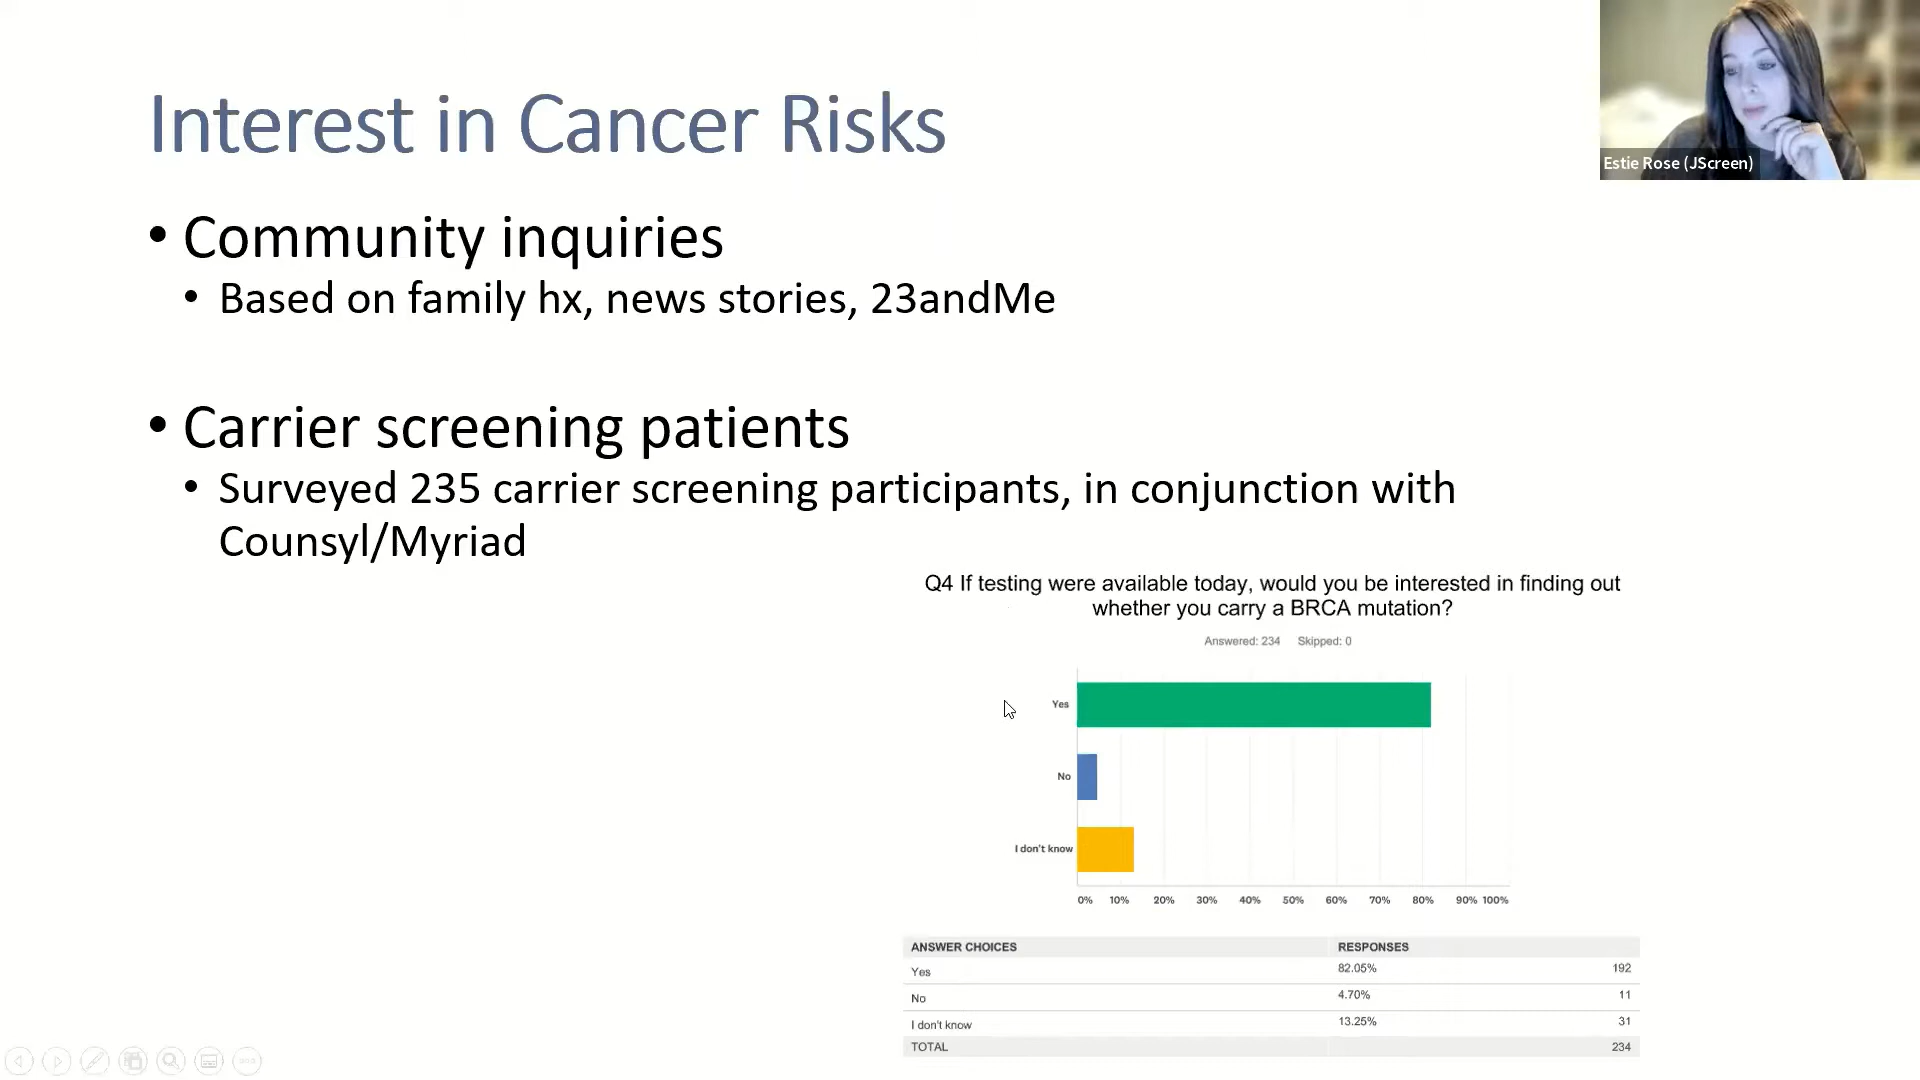 Interest in Cancer Risks
Estie Rose (JScreen)
• Community inquiries
• Based on family hx, news stories, 23andMe
• Carrier screening patients
• Surveyed 235 carrier screening participants, in conjunction with
Counsyl/Myriad
Q4 If testing were available today, would you be interested in finding out
whether you carry a BRCA mutation?
Answered: 234 Skipped: 0
Yes
No
I don't know
0% 10% 20% 30% 40% 50% 60% 70% 80% 90% 100%
ANSWER CHOICES RESPONSES
Yes 82.05% 192
No 4.70% 11
I don't know 13.25% 31
TOTAL 234